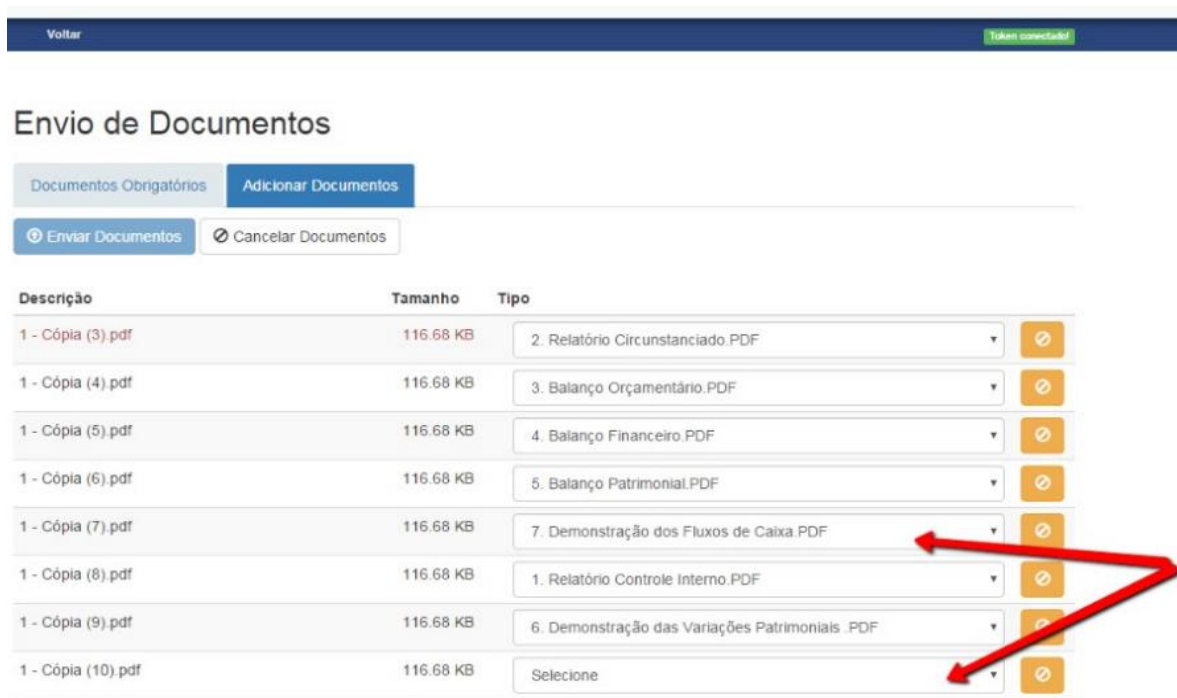 Voltar Token conectado!
Envio de Documentos
Documentos Obrigatórios Adicionar Documentos
Enviar Documentos Cancelar Documentos
Descrição Tamanho Tipo
1 - Cópia (3).pdf 116.68 KB 2. Relatório Circunstanciado.PDF
1 - Cópia (4).pdf 116.68 KB 3. Balanço Orçamentário.PDF
1 - Cópia (5).pdf 116.68 KB 4. Balanço Financeiro.PDF
1 - Cópia (6).pdf 116.68 KB 5. Balanço Patrimonial.PDF
1 - Cópia (7).pdf 116.68 KB 7. Demonstração dos Fluxos de Caixa.PDF
1 - Cópia (8).pdf 116.68 KB 1. Relatório Controle Interno.PDF
1 - Cópia (9).pdf 116.68 KB 6. Demonstração das Variações Patrimoniais .PDF
1 - Cópia (10).pdf 116.68 KB Selecione